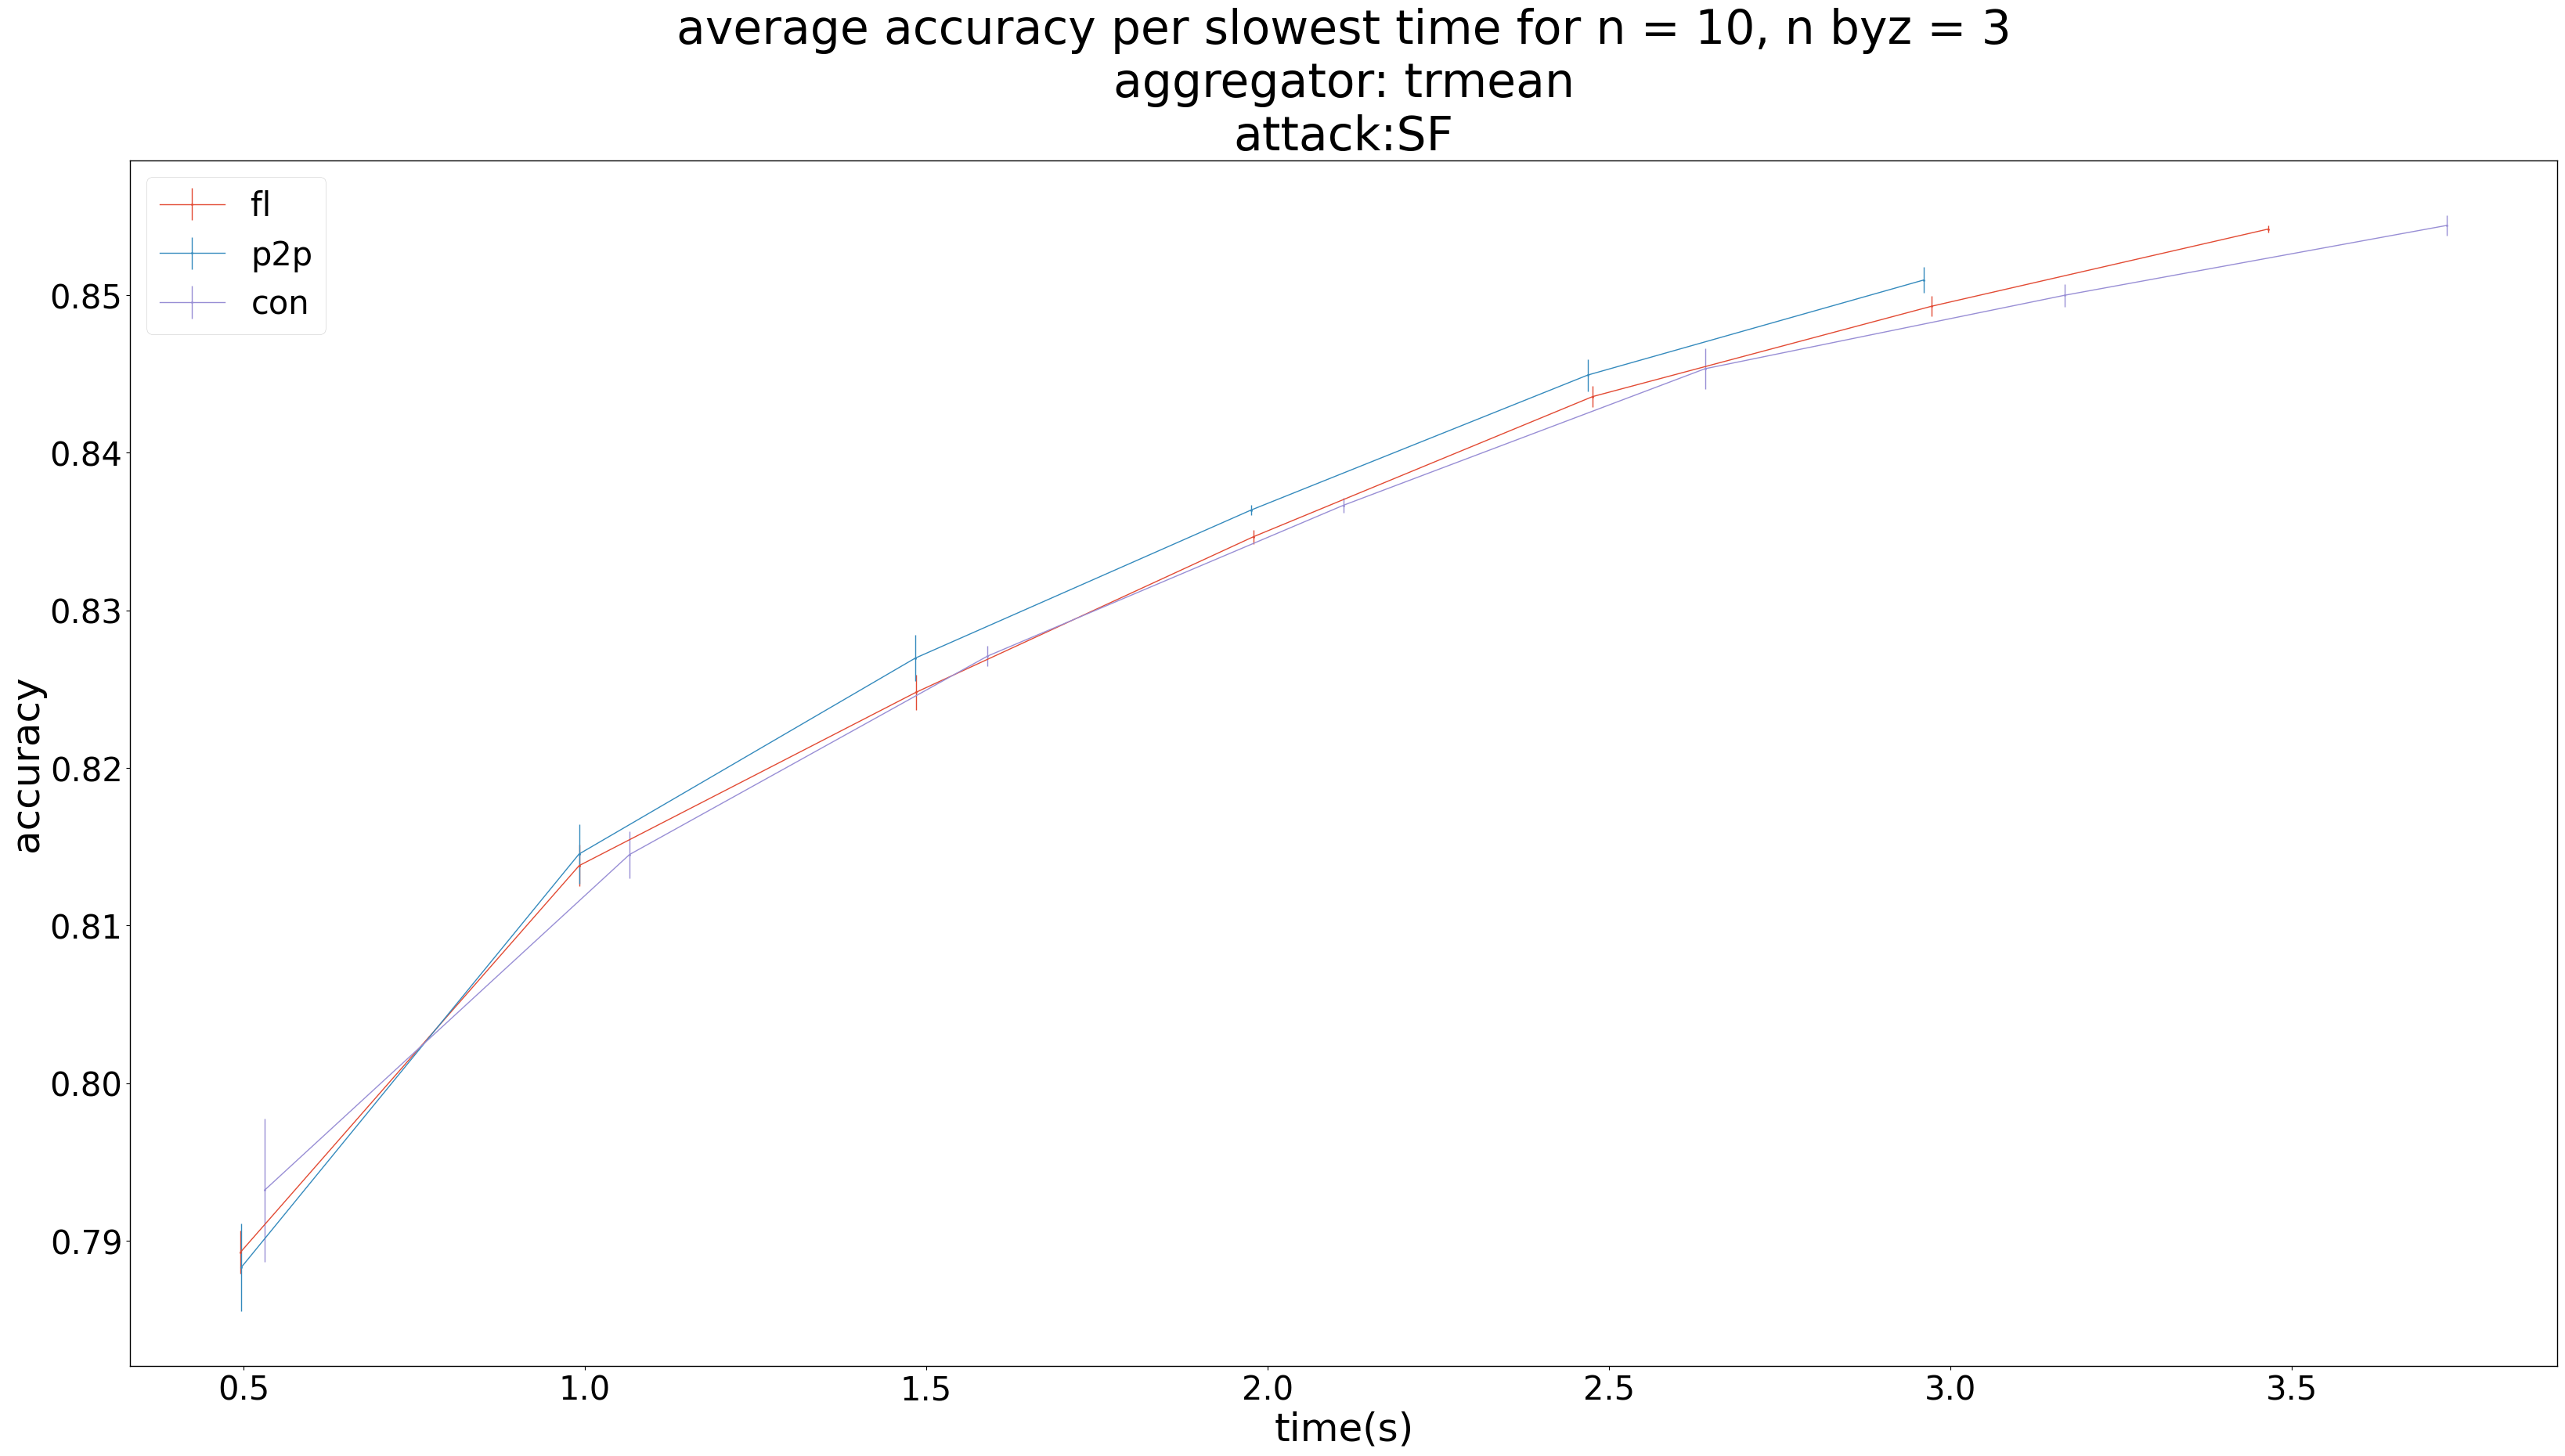 average accuracy per slowest time for n = 10, n byz = 3
aggregator: trmean
attack:SF
fl
p2p
con
accuracy
0.85
0.84
0.83
0.82
0.81
0.80
0.79
0.5 1.0 1.5 2.0 2.5 3.0 3.5
time(s)